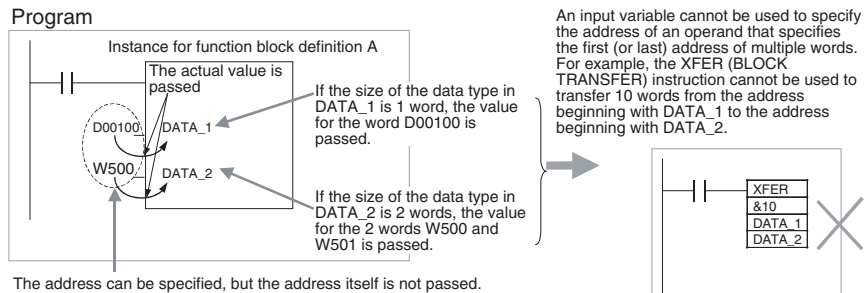 Program
Instance for function block definition A
The actual value is
passed
D00100
DATA_1
W500
DATA_2
If the size of the data type in
DATA_1 is 1 word, the value
for the word D00100 is
passed.
If the size of the data type in
DATA_2 is 2 words, the value
for the 2 words W500 and
W501 is passed.
The address can be specified, but the address itself is not passed.
An input variable cannot be used to specify
the address of an operand that specifies
the first (or last) address of multiple words.
For example, the XFER (BLOCK
TRANSFER) instruction cannot be used to
transfer 10 words from the address
beginning with DATA_1 to the address
beginning with DATA_2.
XFER
&10
DATA_1
DATA_2